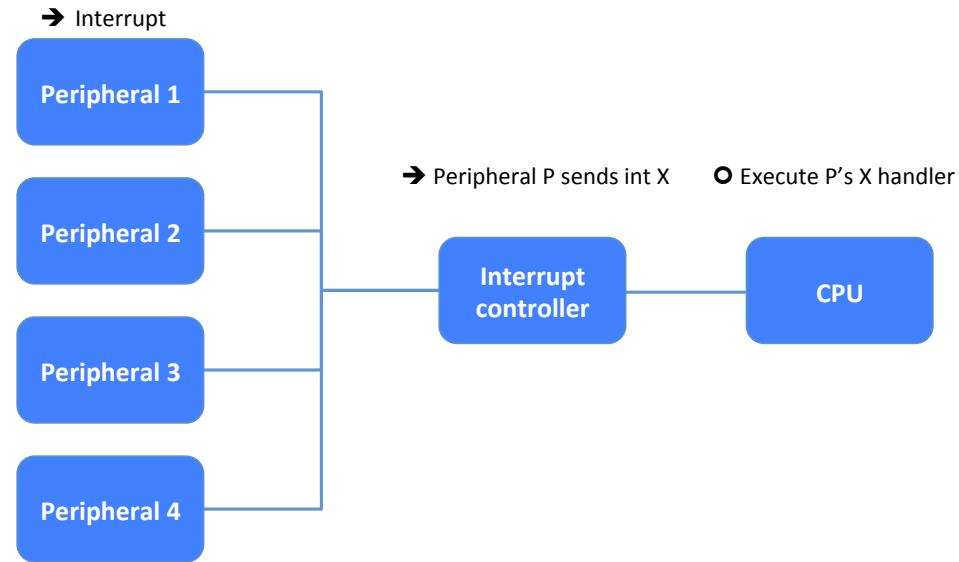 ➔ Interrupt
Peripheral 1
Peripheral 2
Peripheral 3
Peripheral 4
➔ Peripheral P sends int X
Interrupt
controller
O Execute P’s X handler
CPU